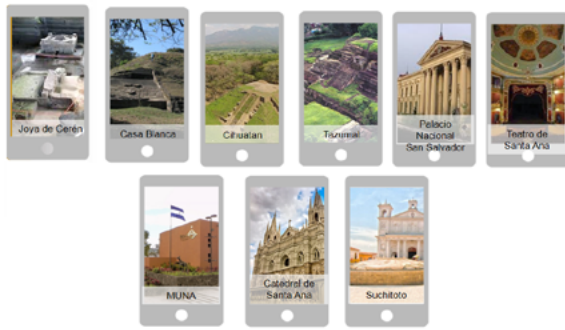 Joya de Cerén
Casa Blanca
Cihuatan
Tazumal
Palacio
Nacional
San Salvador
Teatro de
Santa Ana
MUNA
Catedral de
Santa Ana
Suchitoto